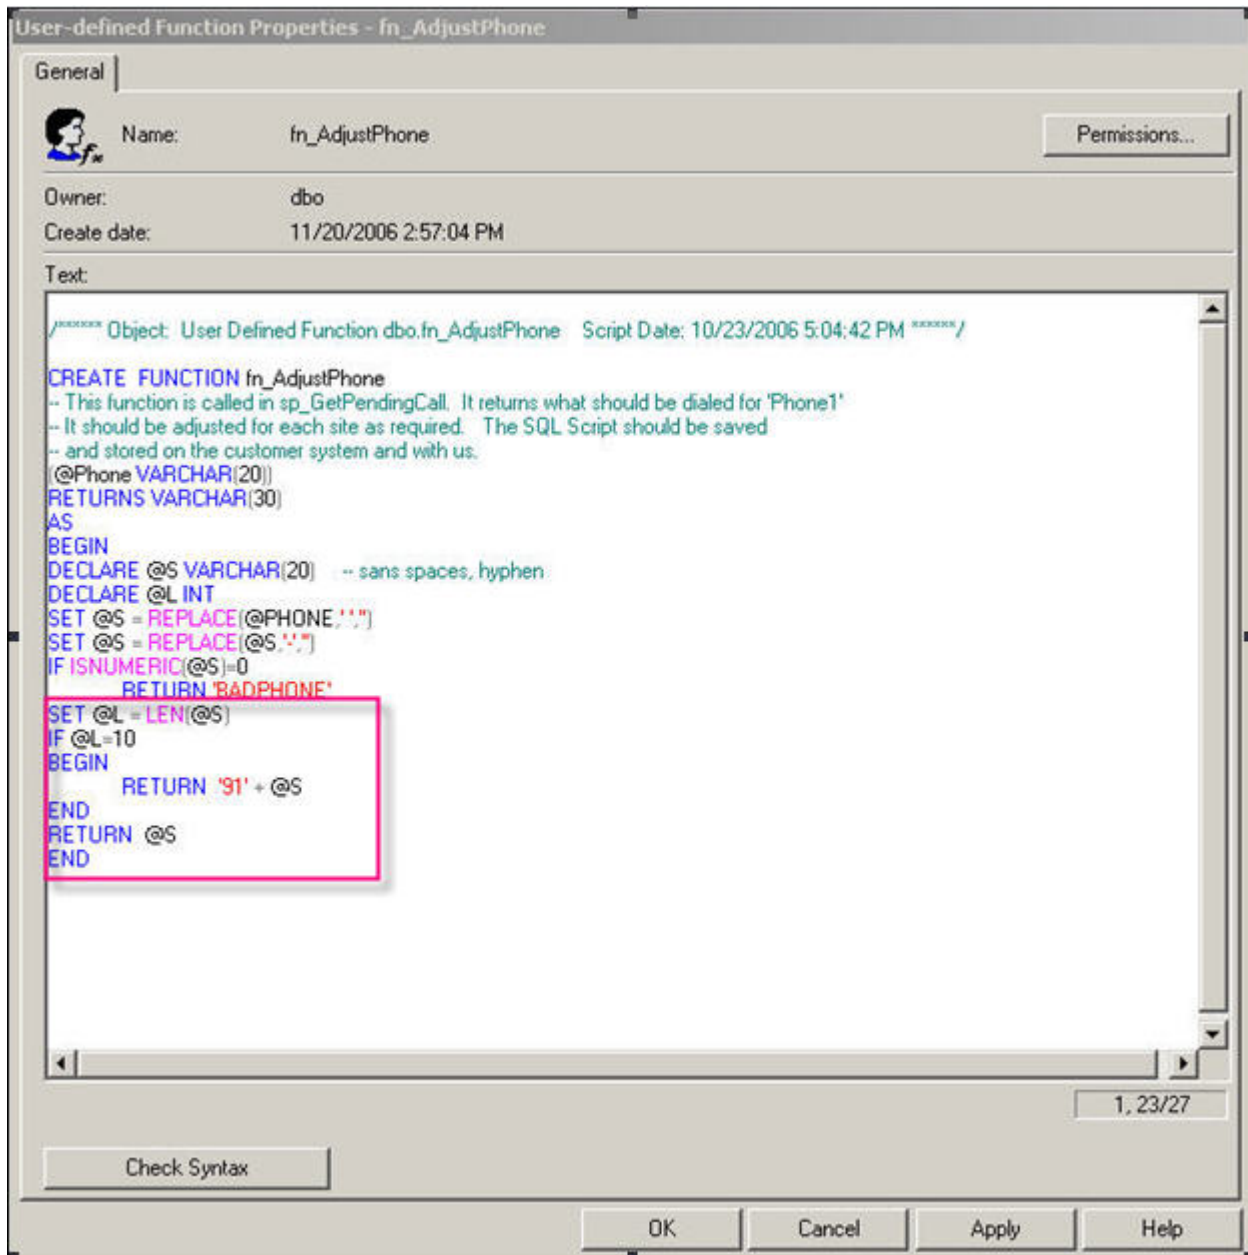 User-defined Function Properties - fn_AdjustPhone
General
Name: fn_AdjustPhone
Permissions...
Owner: dbo
Create date: 11/20/2006 2:57:04 PM
Text:
/****** Object:  User Defined Function dbo.fn_AdjustPhone    Script Date: 10/23/2006 5:04:42 PM ******/
CREATE  FUNCTION fn_AdjustPhone
-- This function is called in sp_GetPendingCall.  It returns what should be dialed for 'Phone1'
-- It should be adjusted for each site as required.   The SQL Script should be saved
-- and stored on the customer system and with us.
(@Phone VARCHAR(20))
RETURNS VARCHAR(30)
AS
BEGIN
DECLARE @S VARCHAR(20)    -- sans spaces, hyphen
DECLARE @L INT
SET @S = REPLACE(@PHONE,' ','')
SET @S = REPLACE(@S,'-','')
IF ISNUMERIC(@S)=0
RETURN 'BADPHONE'
SET @L = LEN(@S)
IF @L=10
BEGIN
RETURN  '91' + @S
END
RETURN  @S
END
1, 23/27
Check Syntax
OK
Cancel
Apply
Help